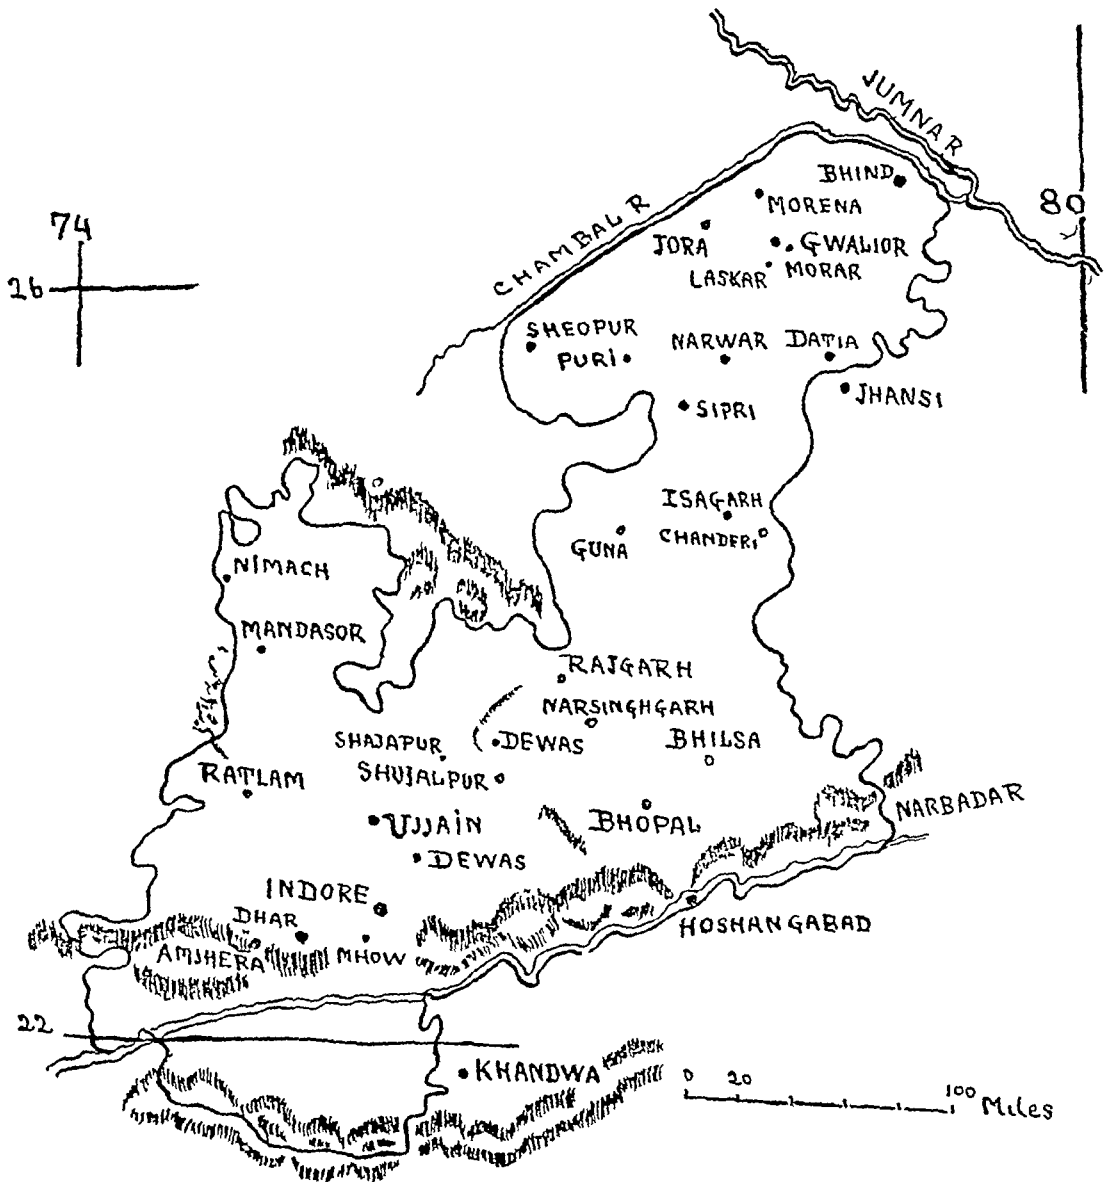 JUMNA R
BHIND
MORENA
80
74
CHAMBAL R
JORA
GWALIOR
LASKAR
MORAR
26
SHEOPUR
PURI
NARWAR
DATIA
JHANSI
SIPRI
ISAGARH
GUNA
CHANDERI
NIMACH
MANDASOR
RAJGARH
NARSINGHGARH
SHAJAPUR
DEWAS
BHILSA
SHUJALPUR
RATLAM
NARBADAR
UJJAIN
BHOPAL
DEWAS
INDORE
DHAR
HOSHANGABAD
AMJHERA
MHOW
22
KHANDWA
0 20 100 Miles